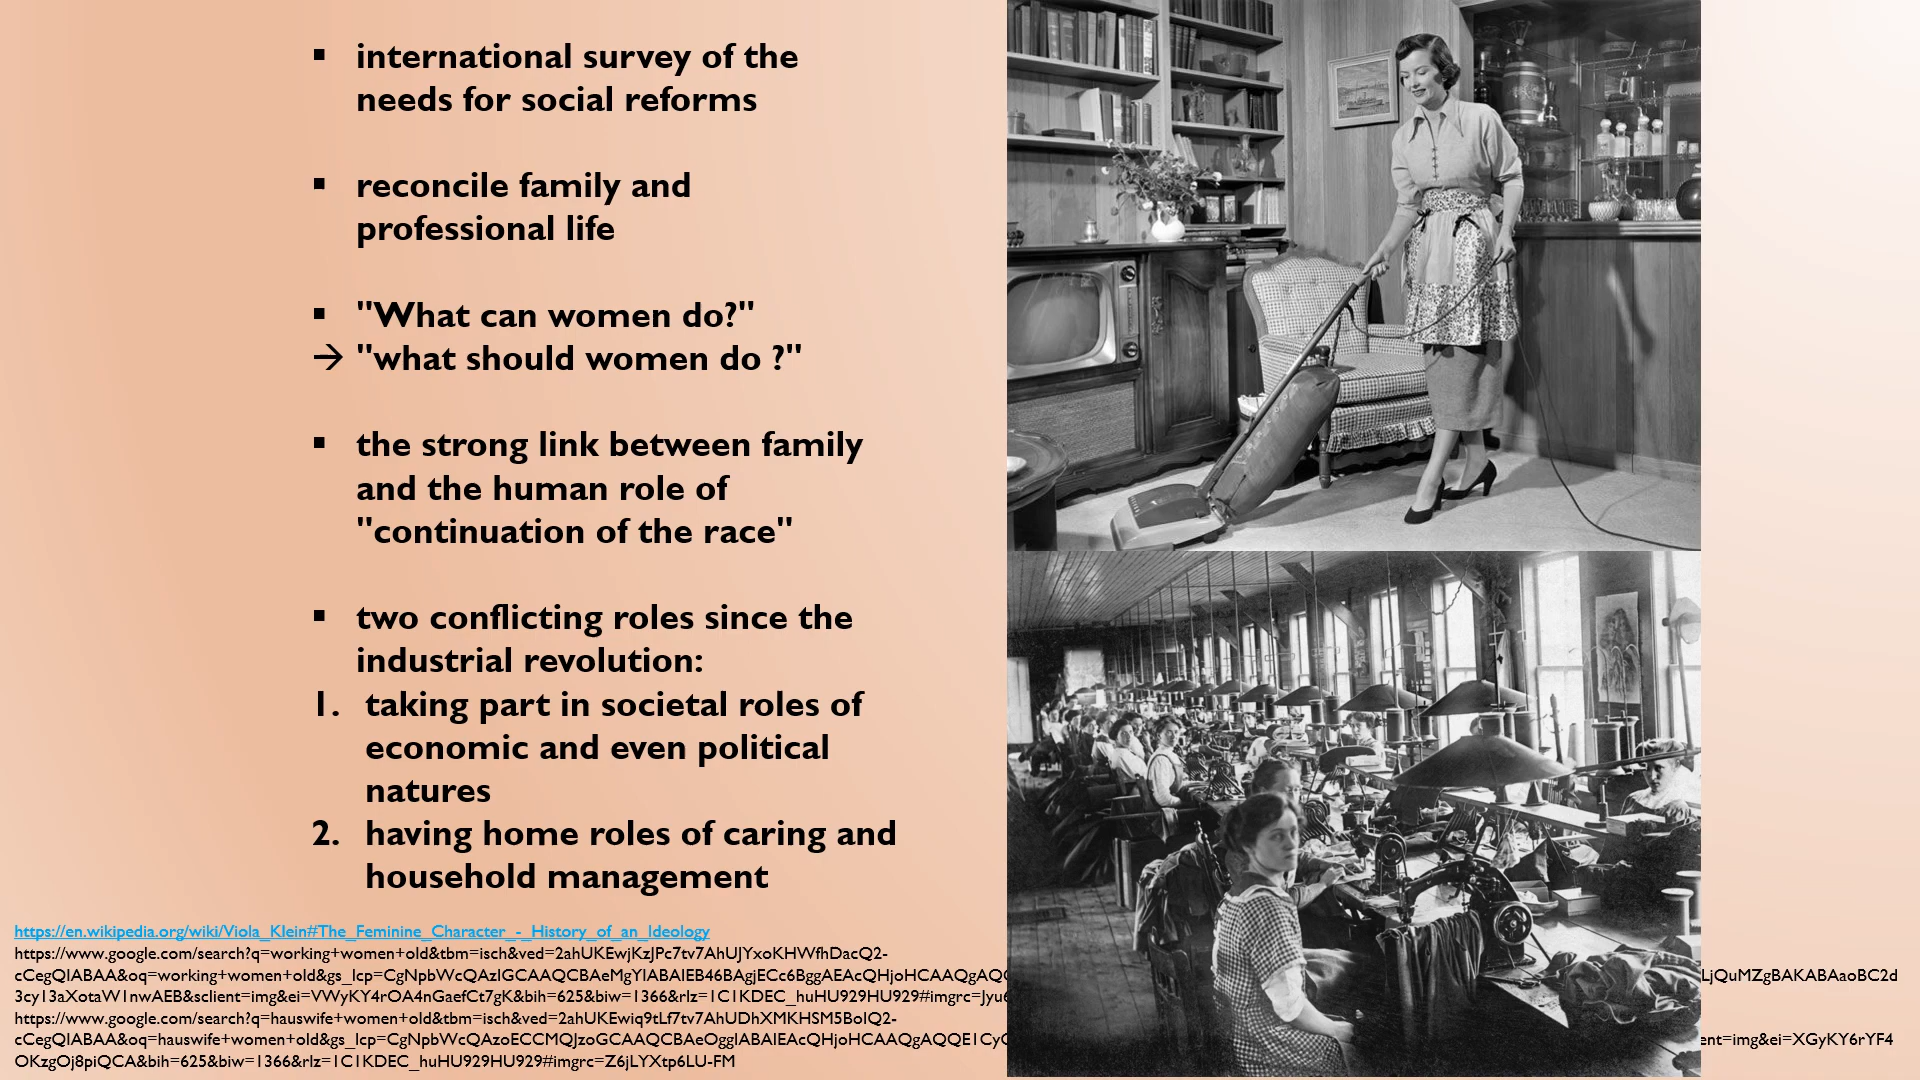 ▪ international survey of the
needs for social reforms
▪ reconcile family and
professional life
▪ "What can women do?"
→ "what should women do ?"
▪ the strong link between family
and the human role of
"continuation of the race"
▪ two conflicting roles since the
industrial revolution:
1. taking part in societal roles of
economic and even political
natures
2. having home roles of caring and
household management
https://en.wikipedia.org/wiki/Viola_Klein#The_Feminine_Character_-_History_of_an_Ideology
https://www.google.com/search?q=working+women+old&tbm=isch&ved=2ahUKEwjKzJPc7tv7AhUJYxoKHWfhDacQ2-
cCegQIABAA&oq=working+women+old&gs_lcp=CgNpbWcQAzIGCAAQCBAeMgYIABAIEB46BAgjECc6BggAEAcQHjoHCAAQgAQ LjQuMZgBAKABAaoBC2d
3cy13aXotaW1nwAEB&sclient=img&ei=VWyKY4rOA4nGaefCt7gK&bih=625&biw=1366&rlz=1C1KDEC_huHU929HU929#imgrc=Jyu
https://www.google.com/search?q=hauswife+women+old&tbm=isch&ved=2ahUKEwiq9tLf7tv7AhUDhXMKHSM5BoIQ2-
cCegQIABAA&oq=hauswife+women+old&gs_lcp=CgNpbWcQAzoECCMQJzoGCAAQCBAeOggIABAIEAcQHjoHCAAQgAQQE1Cy ent=img&ei=XGyKY6rYF4
OKzgOj8piQCA&bih=625&biw=1366&rlz=1C1KDEC_huHU929HU929#imgrc=Z6jLYXtp6LU-FM